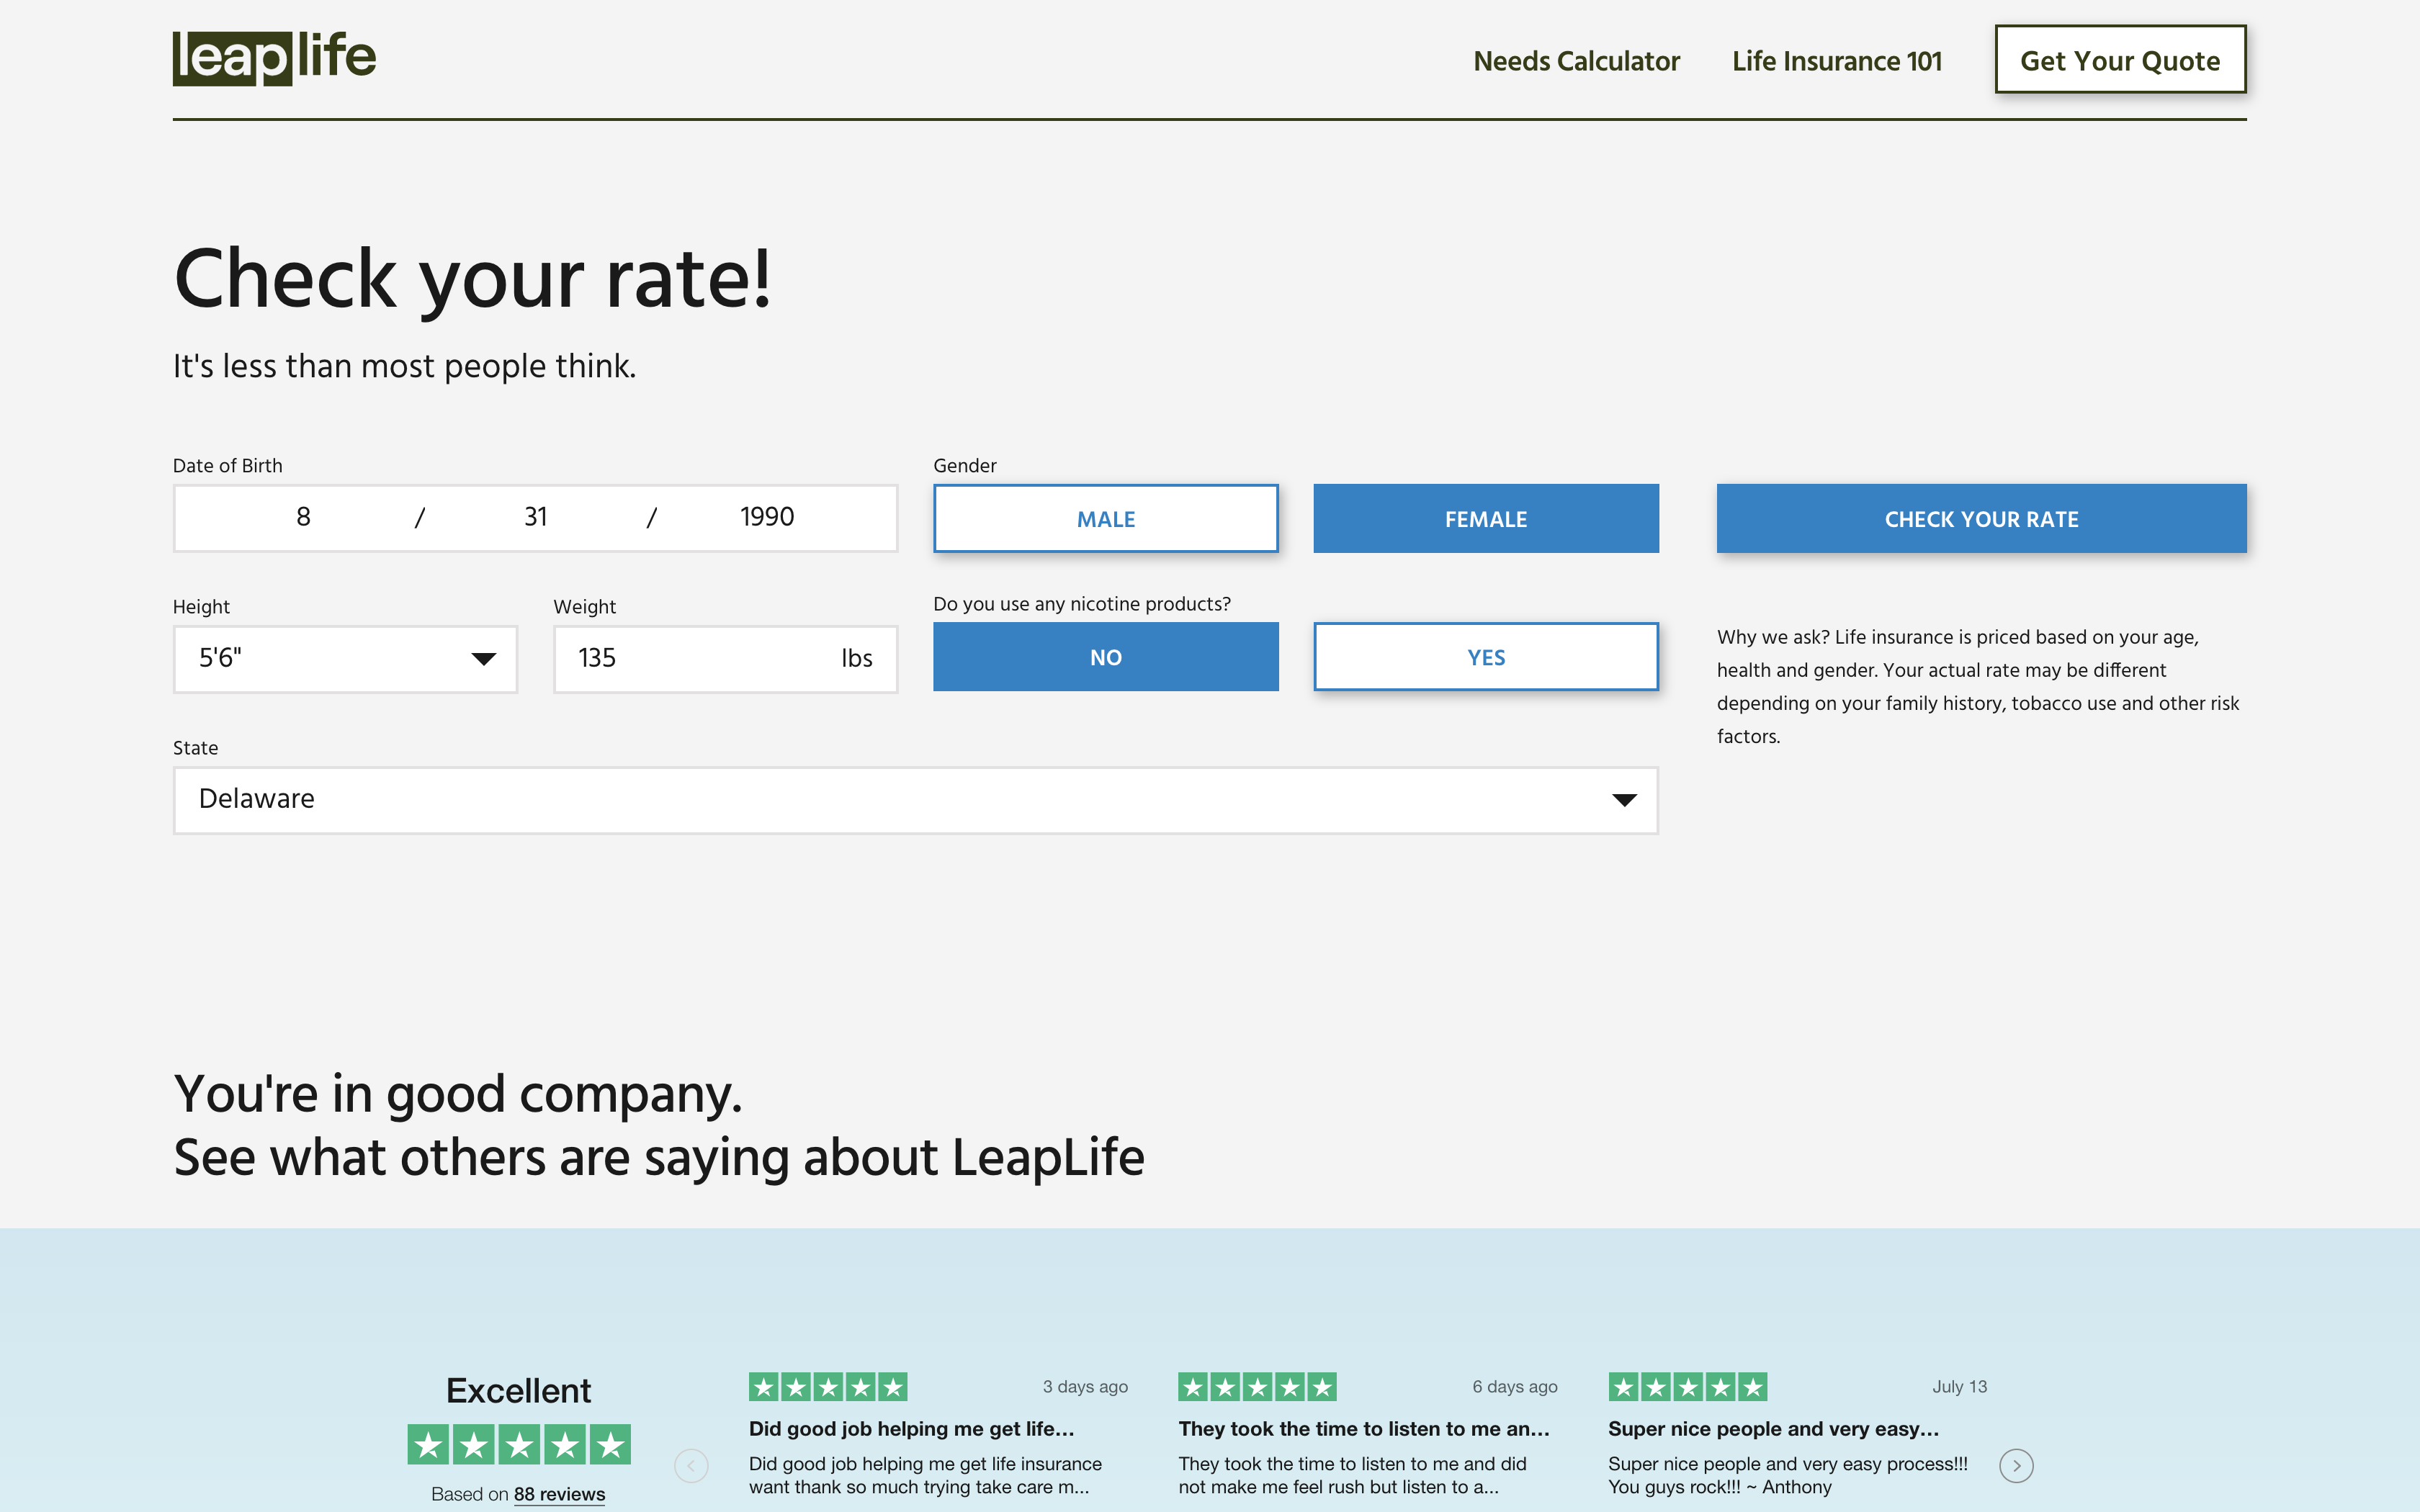 leaplife
Needs Calculator
Life Insurance 101
Get Your Quote
Check your rate!
It's less than most people think.
Date of Birth
8 / 31 / 1990
Gender
MALE
FEMALE
CHECK YOUR RATE
Height
5'6"
Weight
135 lbs
Do you use any nicotine products?
NO
YES
Why we ask? Life insurance is priced based on your age,
health and gender. Your actual rate may be different
depending on your family history, tobacco use and other risk
factors.
State
Delaware
You're in good company.
See what others are saying about LeapLife
Excellent
Based on 88 reviews
3 days ago
Did good job helping me get life...
Did good job helping me get life insurance
want thank so much trying take care m...
6 days ago
They took the time to listen to me an...
They took the time to listen to me and did
not make me feel rush but listen to a...
July 13
Super nice people and very easy...
Super nice people and very easy process!!!
You guys rock!!! ~ Anthony